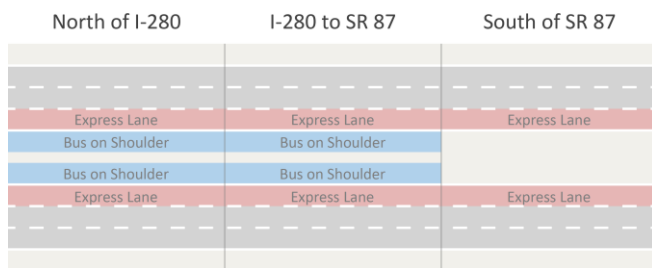 North of I-280 I-280 to SR 87 South of SR 87
Express Lane Express Lane Express Lane
Bus on Shoulder Bus on Shoulder
Bus on Shoulder Bus on Shoulder
Express Lane Express Lane Express Lane